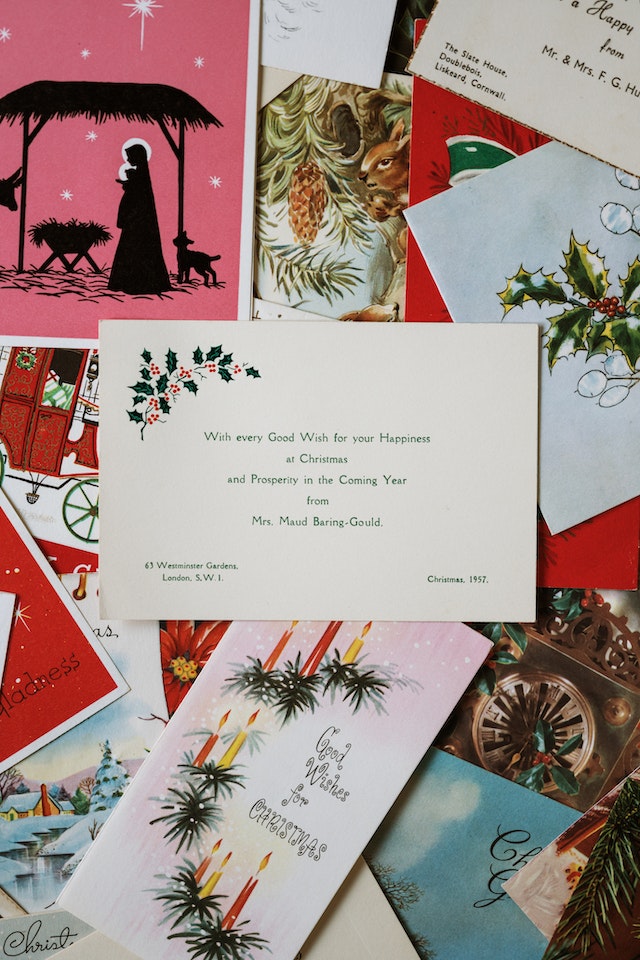 a Happy
from
Mr. & Mrs. F. G.
The Slate House,
Doublebois,
Liskeard, Cornwall.
With every Good Wish for your Happiness
at Christmas
and Prosperity in the Coming Year
from
Mrs. Maud Baring-Gould.
63 Westminster Gardens,
London, S.W.1.
Christmas, 1957.
Gladness
Good
Wishes
for
CHRISTMAS